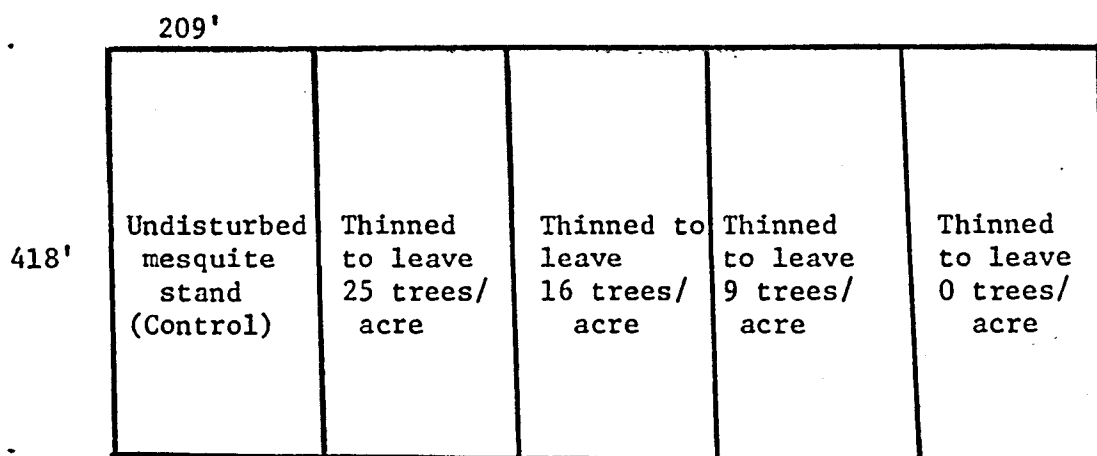 209'
418'
Undisturbed
mesquite
stand
(Control)
Thinned
to leave
25 trees/
acre
Thinned to
leave
16 trees/
acre
Thinned
to leave
9 trees/
acre
Thinned
to leave
0 trees/
acre